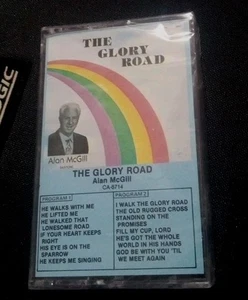 THE
GLORY
ROAD
OGIC
Alan McGill
THE GLORY ROAD
Alan McGill
CA-5714
PROGRAM 1
HE WALKS WITH ME
HE LIFTED ME
HE WALKED THAT
LONESOME ROAD
IF YOUR HEART KEEPS
RIGHT
HIS EYE IS ON THE
SPARROW
HE KEEPS ME SINGING
PROGRAM 2
I WALK THE GLORY ROAD
THE OLD RUGGED CROSS
STANDING ON THE
PROMISES
FILL MY CUP, LORD
HE'S GOT THE WHOLE
WORLD IN HIS HANDS
GOD BE WITH YOU 'TIL
WE MEET AGAIN